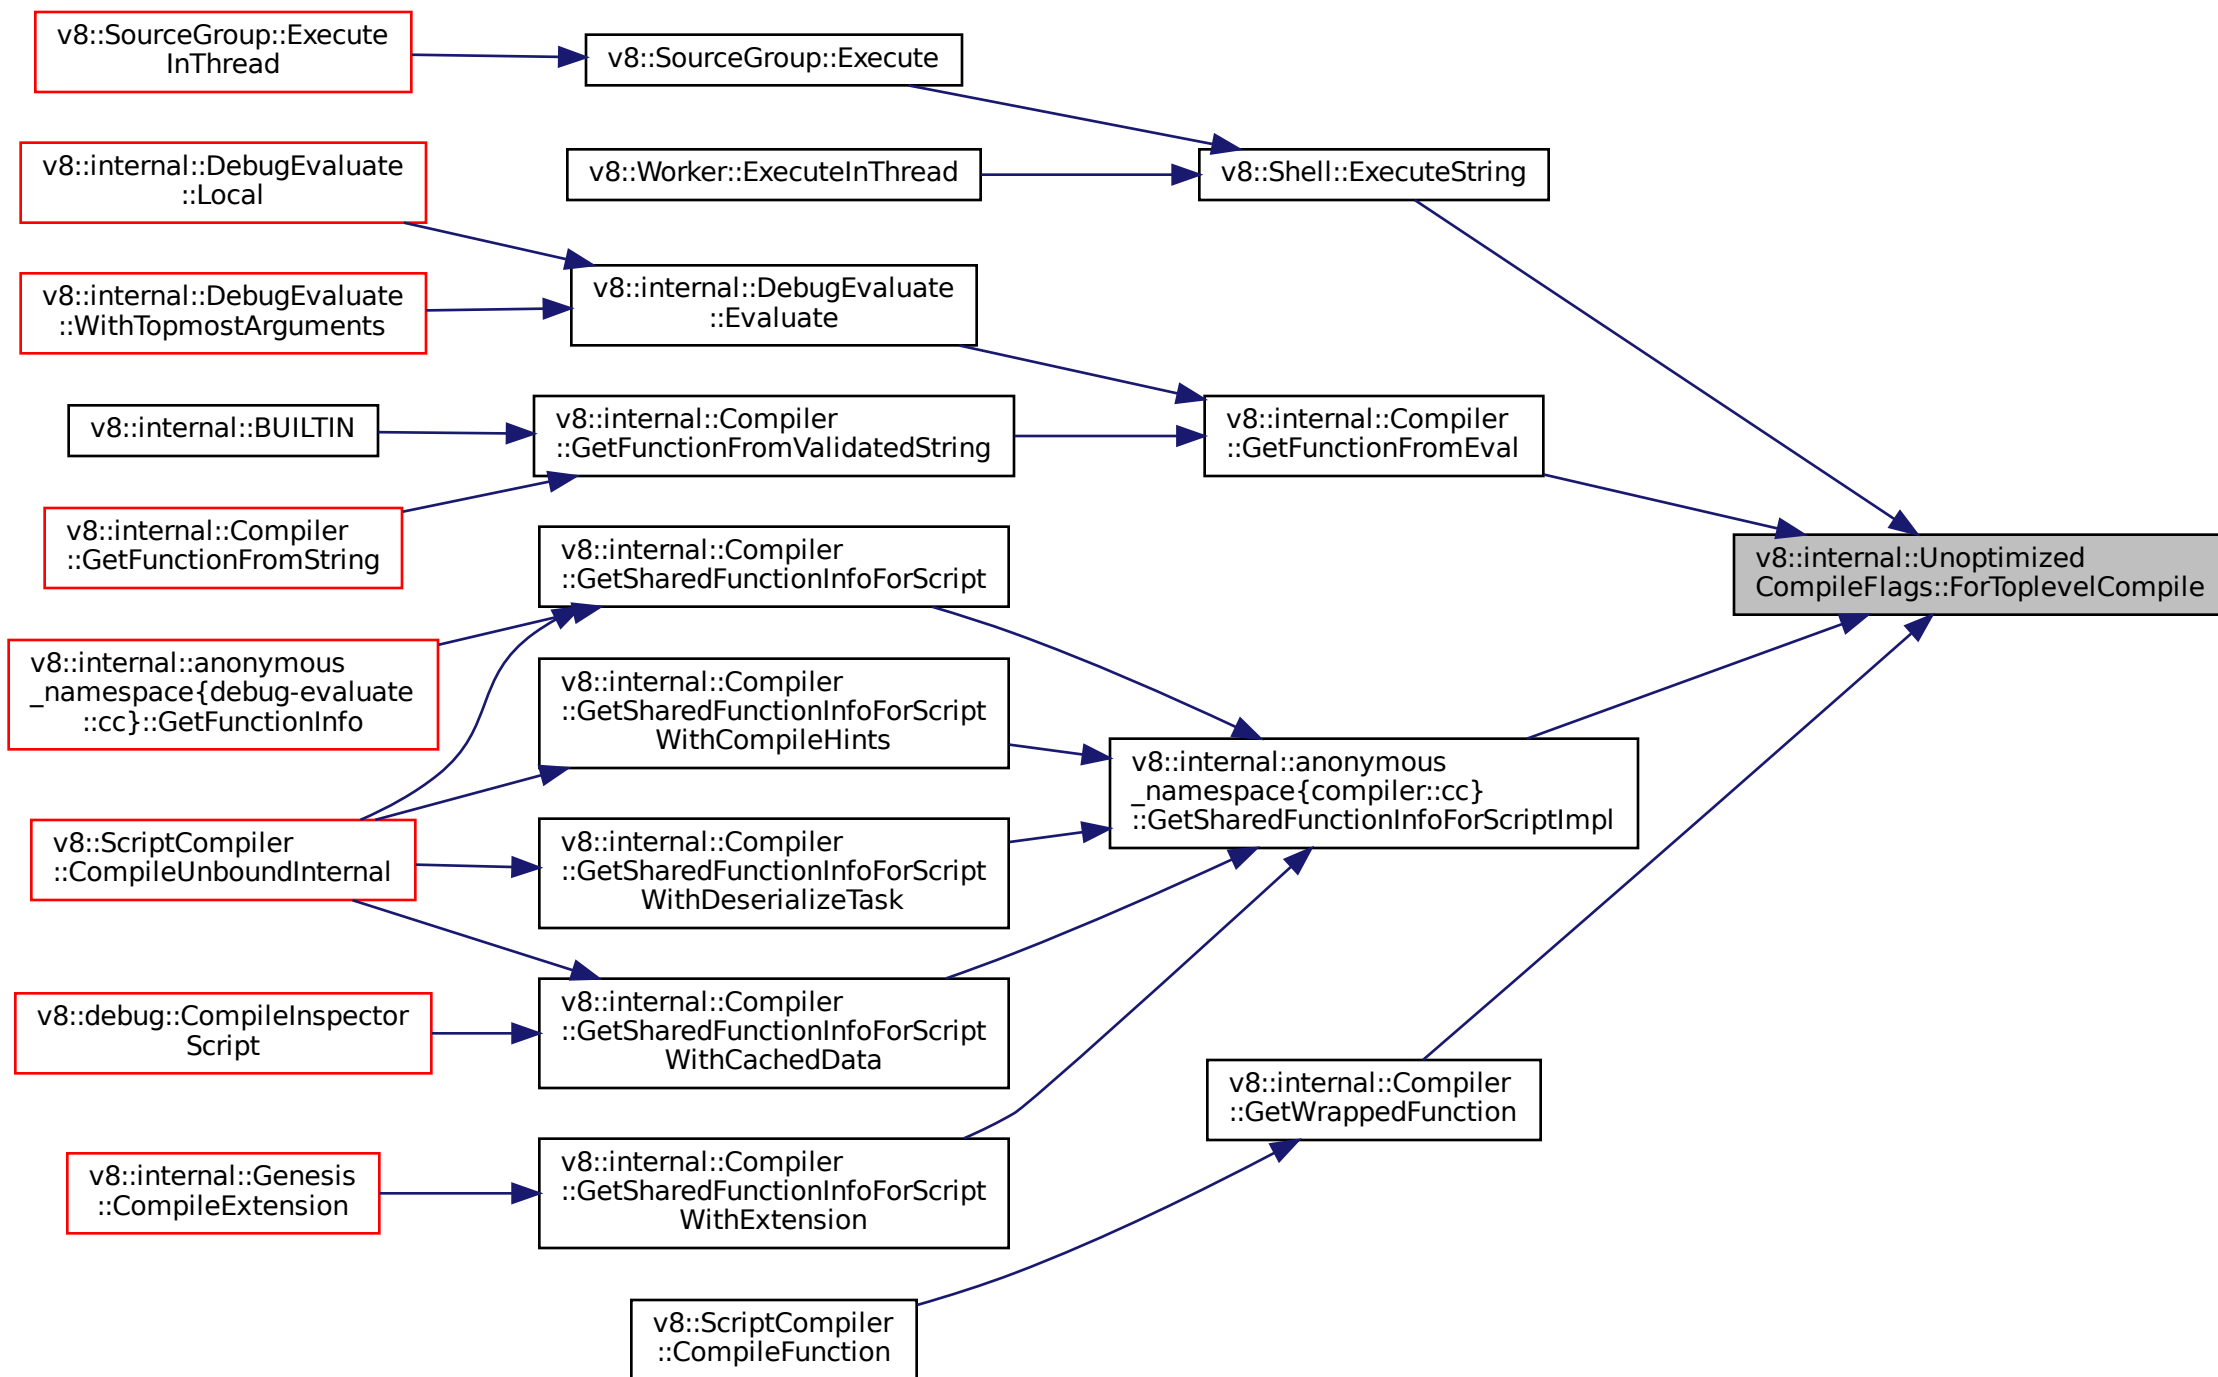 v8::SourceGroup::Execute
InThread
v8::SourceGroup::Execute
v8::internal::DebugEvaluate
::Local
v8::Worker::ExecuteInThread
v8::Shell::ExecuteString
v8::internal::DebugEvaluate
::WithTopmostArguments
v8::internal::DebugEvaluate
::Evaluate
v8::internal::BUILTIN
v8::internal::Compiler
::GetFunctionFromValidatedString
v8::internal::Compiler
::GetFunctionFromEval
v8::internal::Compiler
::GetFunctionFromString
v8::internal::Compiler
::GetSharedFunctionInfoForScript
v8::internal::Unoptimized
CompileFlags::ForToplevelCompile
v8::internal::anonymous
_namespace{debug-evaluate
::cc}::GetFunctionInfo
v8::internal::Compiler
::GetSharedFunctionInfoForScript
WithCompileHints
v8::internal::anonymous
_namespace{compiler::cc}
::GetSharedFunctionInfoForScriptImpl
v8::ScriptCompiler
::CompileUnboundInternal
v8::internal::Compiler
::GetSharedFunctionInfoForScript
WithDeserializeTask
v8::debug::CompileInspector
Script
v8::internal::Compiler
::GetSharedFunctionInfoForScript
WithCachedData
v8::internal::Compiler
::GetWrappedFunction
v8::internal::Genesis
::CompileExtension
v8::internal::Compiler
::GetSharedFunctionInfoForScript
WithExtension
v8::ScriptCompiler
::CompileFunction